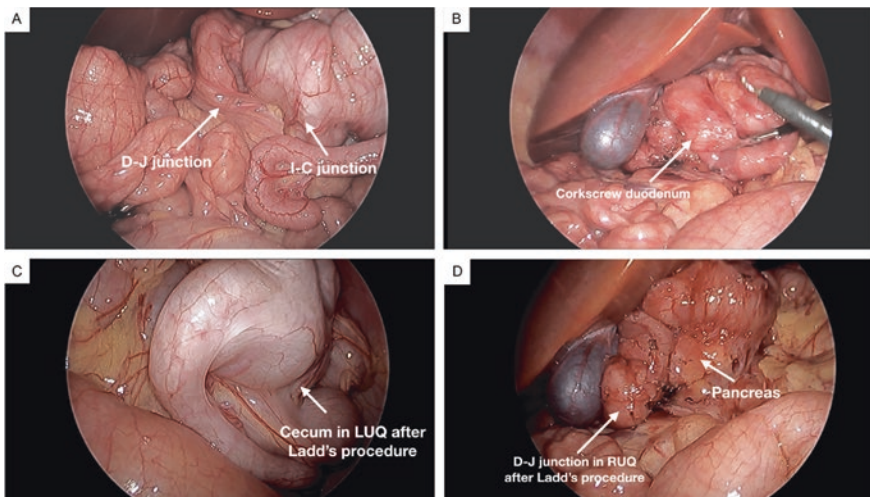 A
D-J junction
I-C junction
B
Corkscrew duodenum
C
Cecum in LUQ after
Ladd's procedure
D
Pancreas
D-J junction in RUQ
after Ladd's procedure